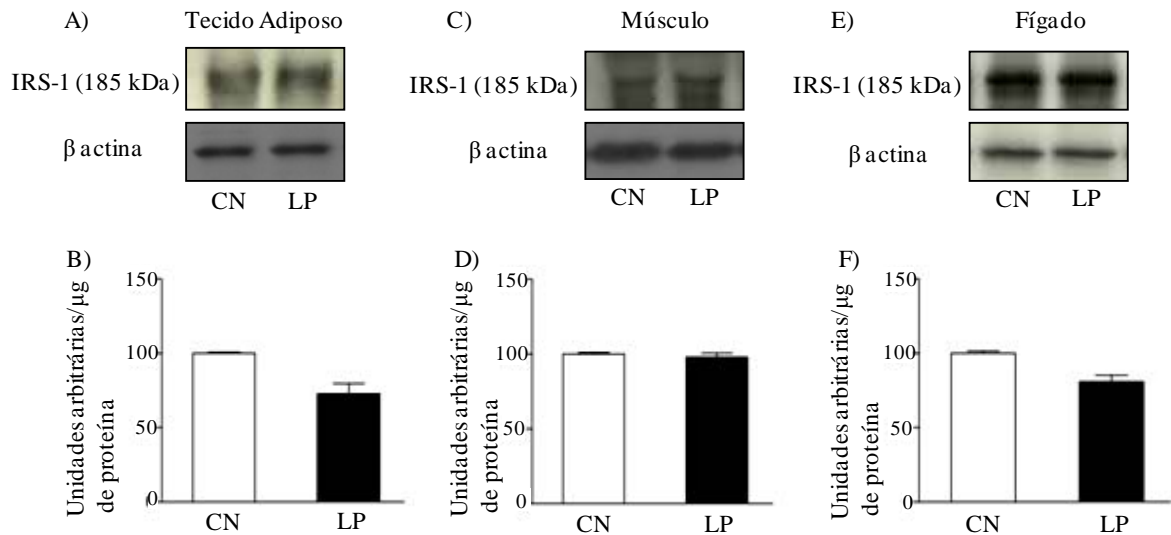 A) Tecido Adiposo
IRS-1 (185 kDa)
β actina
CN LP
C) Músculo
IRS-1 (185 kDa)
β actina
CN LP
E) Fígado
IRS-1 (185 kDa)
β actina
CN LP
B)
Unidades arbitrárias/µg
de proteína
150
100
50
0
CN LP
D)
Unidades arbitrárias/µg
de proteína
150
100
50
0
CN LP
F)
Unidades arbitrárias/µg
de proteína
150
100
50
0
CN LP